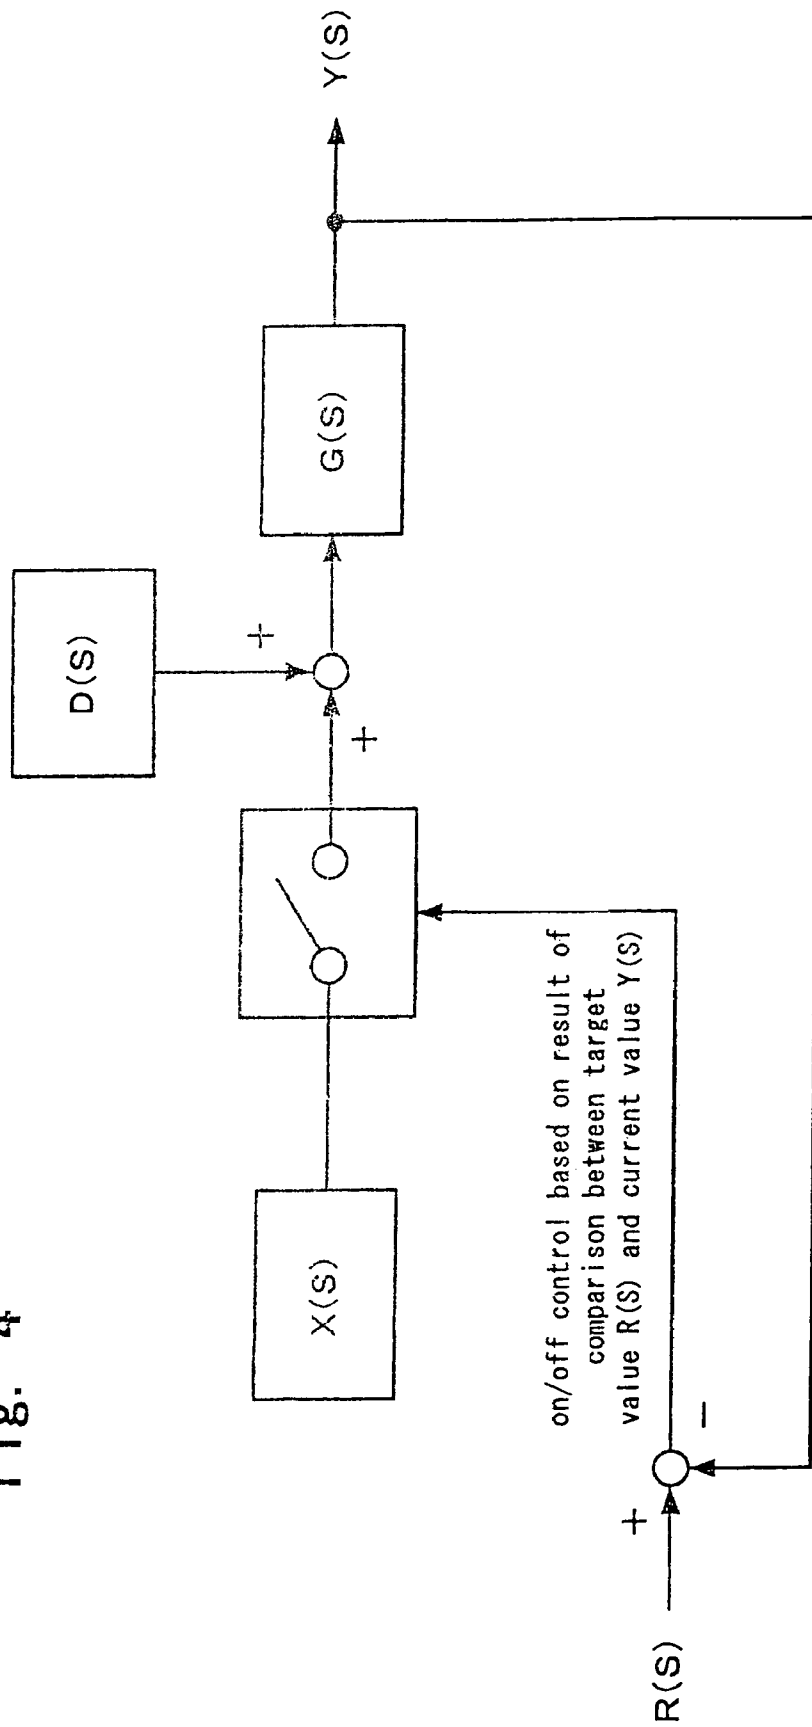 Fig. 4
D(S)
X(S)
+
+
G(S)
Y(S)
on/off control based on result of
comparison between target
value R(S) and current value Y(S)
R(S)
+
−